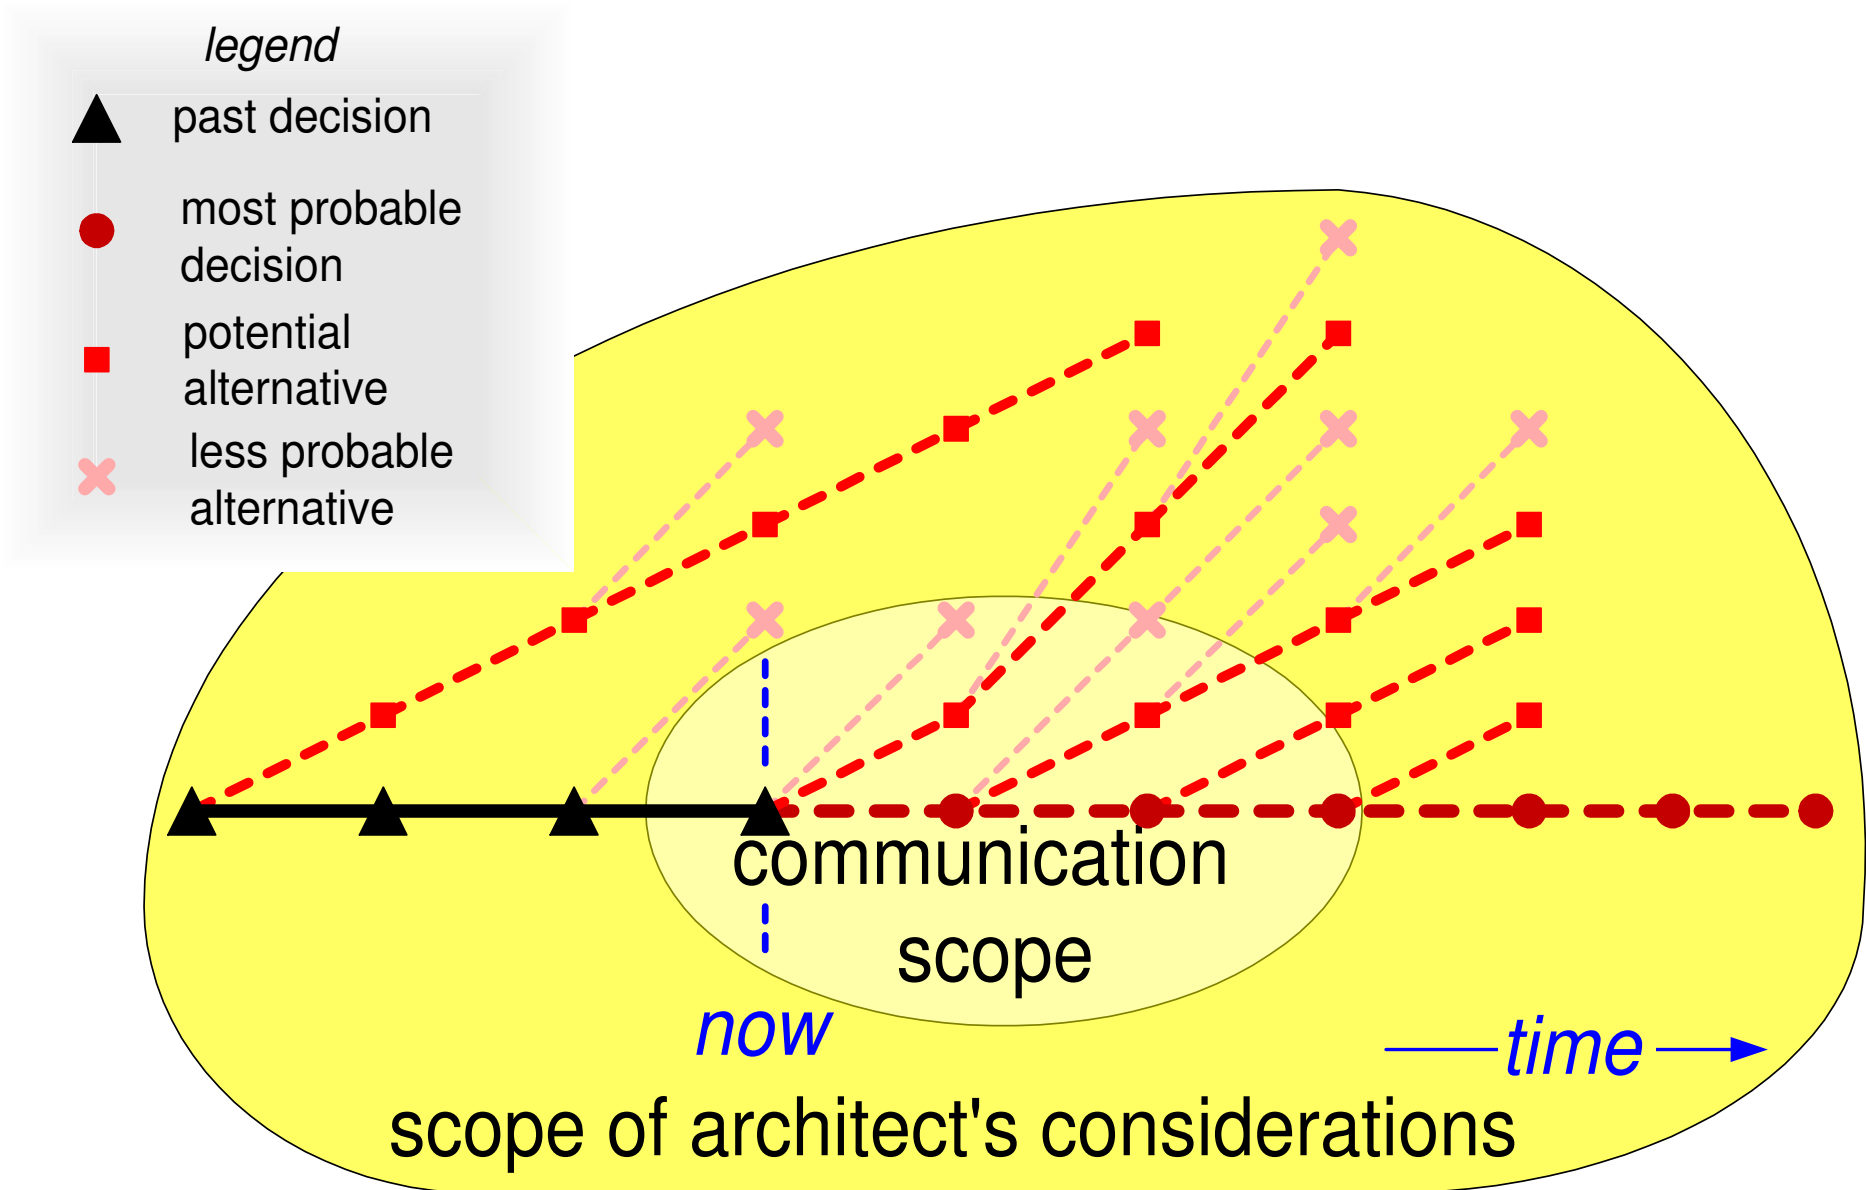 legend
past decision
most probable
decision
potential
alternative
less probable
alternative
communication
scope
now
time
scope of architect's considerations